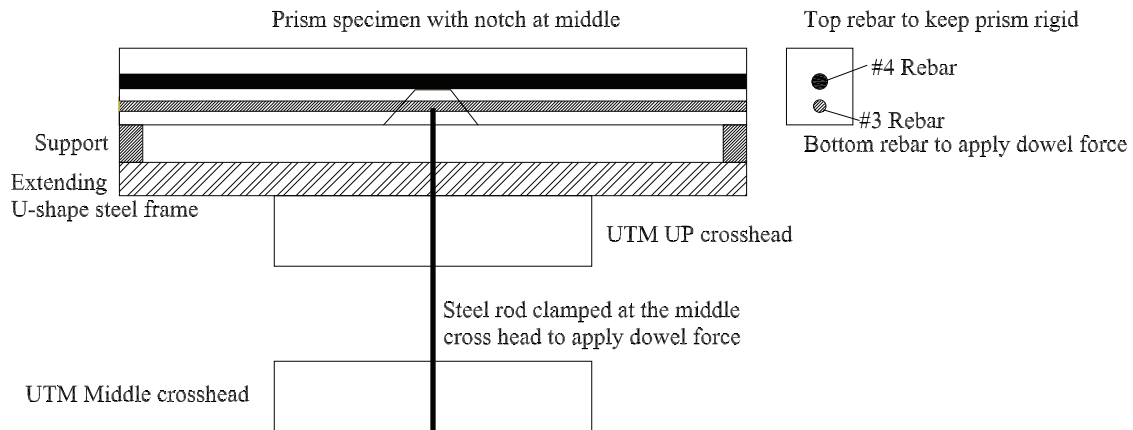 Prism specimen with notch at middle
Top rebar to keep prism rigid
#4 Rebar
#3 Rebar
Bottom rebar to apply dowel force
Support
Extending
U-shape steel frame
UTM UP crosshead
Steel rod clamped at the middle
cross head to apply dowel force
UTM Middle crosshead